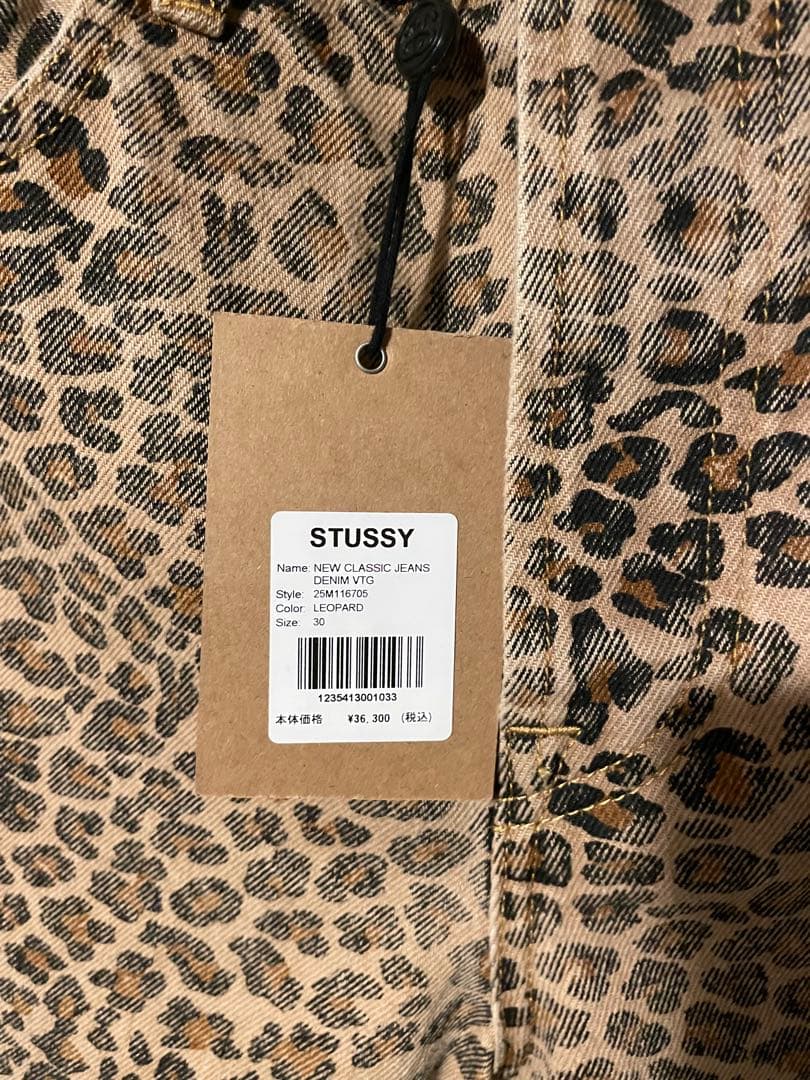 STUSSY
Name: NEW CLASSIC JEANS
DENIM VTG
Style: 25M116705
Color: LEOPARD
Size: 30
1235413001033
本体価格 ¥36,300 (税込)